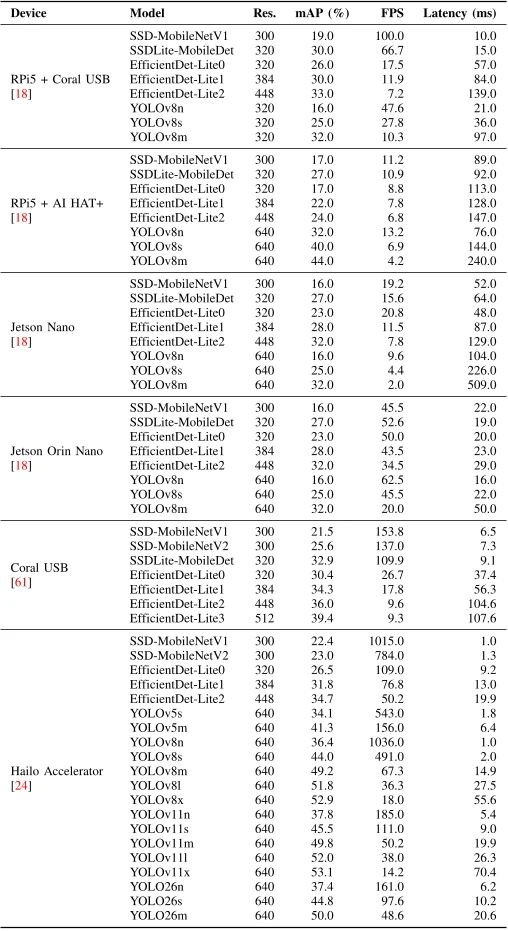 Device Model Res. mAP (%) FPS Latency (ms)
SSD-MobileNetV1 300 19.0 100.0 10.0
SSDLite-MobileDet 320 30.0 66.7 15.0
EfficientDet-Lite0 320 26.0 17.5 57.0
RPi5 + Coral USB EfficientDet-Lite1 384 30.0 11.9 84.0
[18] EfficientDet-Lite2 448 33.0 7.2 139.0
YOLOv8n 320 16.0 47.6 21.0
YOLOv8s 320 25.0 27.8 36.0
YOLOv8m 320 32.0 10.3 97.0
SSD-MobileNetV1 300 17.0 11.2 89.0
SSDLite-MobileDet 320 27.0 10.9 92.0
EfficientDet-Lite0 320 17.0 8.8 113.0
RPi5 + AI HAT+ EfficientDet-Lite1 384 22.0 7.8 128.0
[18] EfficientDet-Lite2 448 24.0 6.8 147.0
YOLOv8n 640 32.0 13.2 76.0
YOLOv8s 640 40.0 6.9 144.0
YOLOv8m 640 44.0 4.2 240.0
SSD-MobileNetV1 300 16.0 19.2 52.0
SSDLite-MobileDet 320 27.0 15.6 64.0
EfficientDet-Lite0 320 23.0 20.8 48.0
Jetson Nano EfficientDet-Lite1 384 28.0 11.5 87.0
[18] EfficientDet-Lite2 448 32.0 7.8 129.0
YOLOv8n 640 16.0 9.6 104.0
YOLOv8s 640 25.0 4.4 226.0
YOLOv8m 640 32.0 2.0 509.0
SSD-MobileNetV1 300 16.0 45.5 22.0
SSDLite-MobileDet 320 27.0 52.6 19.0
EfficientDet-Lite0 320 23.0 50.0 20.0
Jetson Orin Nano EfficientDet-Lite1 384 28.0 43.5 23.0
[18] EfficientDet-Lite2 448 32.0 34.5 29.0
YOLOv8n 640 16.0 62.5 16.0
YOLOv8s 640 25.0 45.5 22.0
YOLOv8m 640 32.0 20.0 50.0
SSD-MobileNetV1 300 21.5 153.8 6.5
SSD-MobileNetV2 300 25.6 137.0 7.3
SSDLite-MobileDet 320 32.9 109.9 9.1
Coral USB EfficientDet-Lite0 320 30.4 26.7 37.4
[61] EfficientDet-Lite1 384 34.3 17.8 56.3
EfficientDet-Lite2 448 36.0 9.6 104.6
EfficientDet-Lite3 512 39.4 9.3 107.6
SSD-MobileNetV1 300 22.4 1015.0 1.0
SSD-MobileNetV2 300 23.0 784.0 1.3
EfficientDet-Lite0 320 26.5 109.0 9.2
EfficientDet-Lite1 384 31.8 76.8 13.0
EfficientDet-Lite2 448 34.7 50.2 19.9
YOLOv5s 640 34.1 543.0 1.8
YOLOv5m 640 41.3 156.0 6.4
YOLOv8n 640 36.4 1036.0 1.0
YOLOv8s 640 44.0 491.0 2.0
Hailo Accelerator YOLOv8m 640 49.2 67.3 14.9
[24] YOLOv8l 640 51.8 36.3 27.5
YOLOv8x 640 52.9 18.0 55.6
YOLOv11n 640 37.8 185.0 5.4
YOLOv11s 640 45.5 111.0 9.0
YOLOv11m 640 49.8 50.2 19.9
YOLOv11l 640 52.0 38.0 26.3
YOLOv11x 640 53.1 14.2 70.4
YOLO26n 640 37.4 161.0 6.2
YOLO26s 640 44.8 97.6 10.2
YOLO26m 640 50.0 48.6 20.6